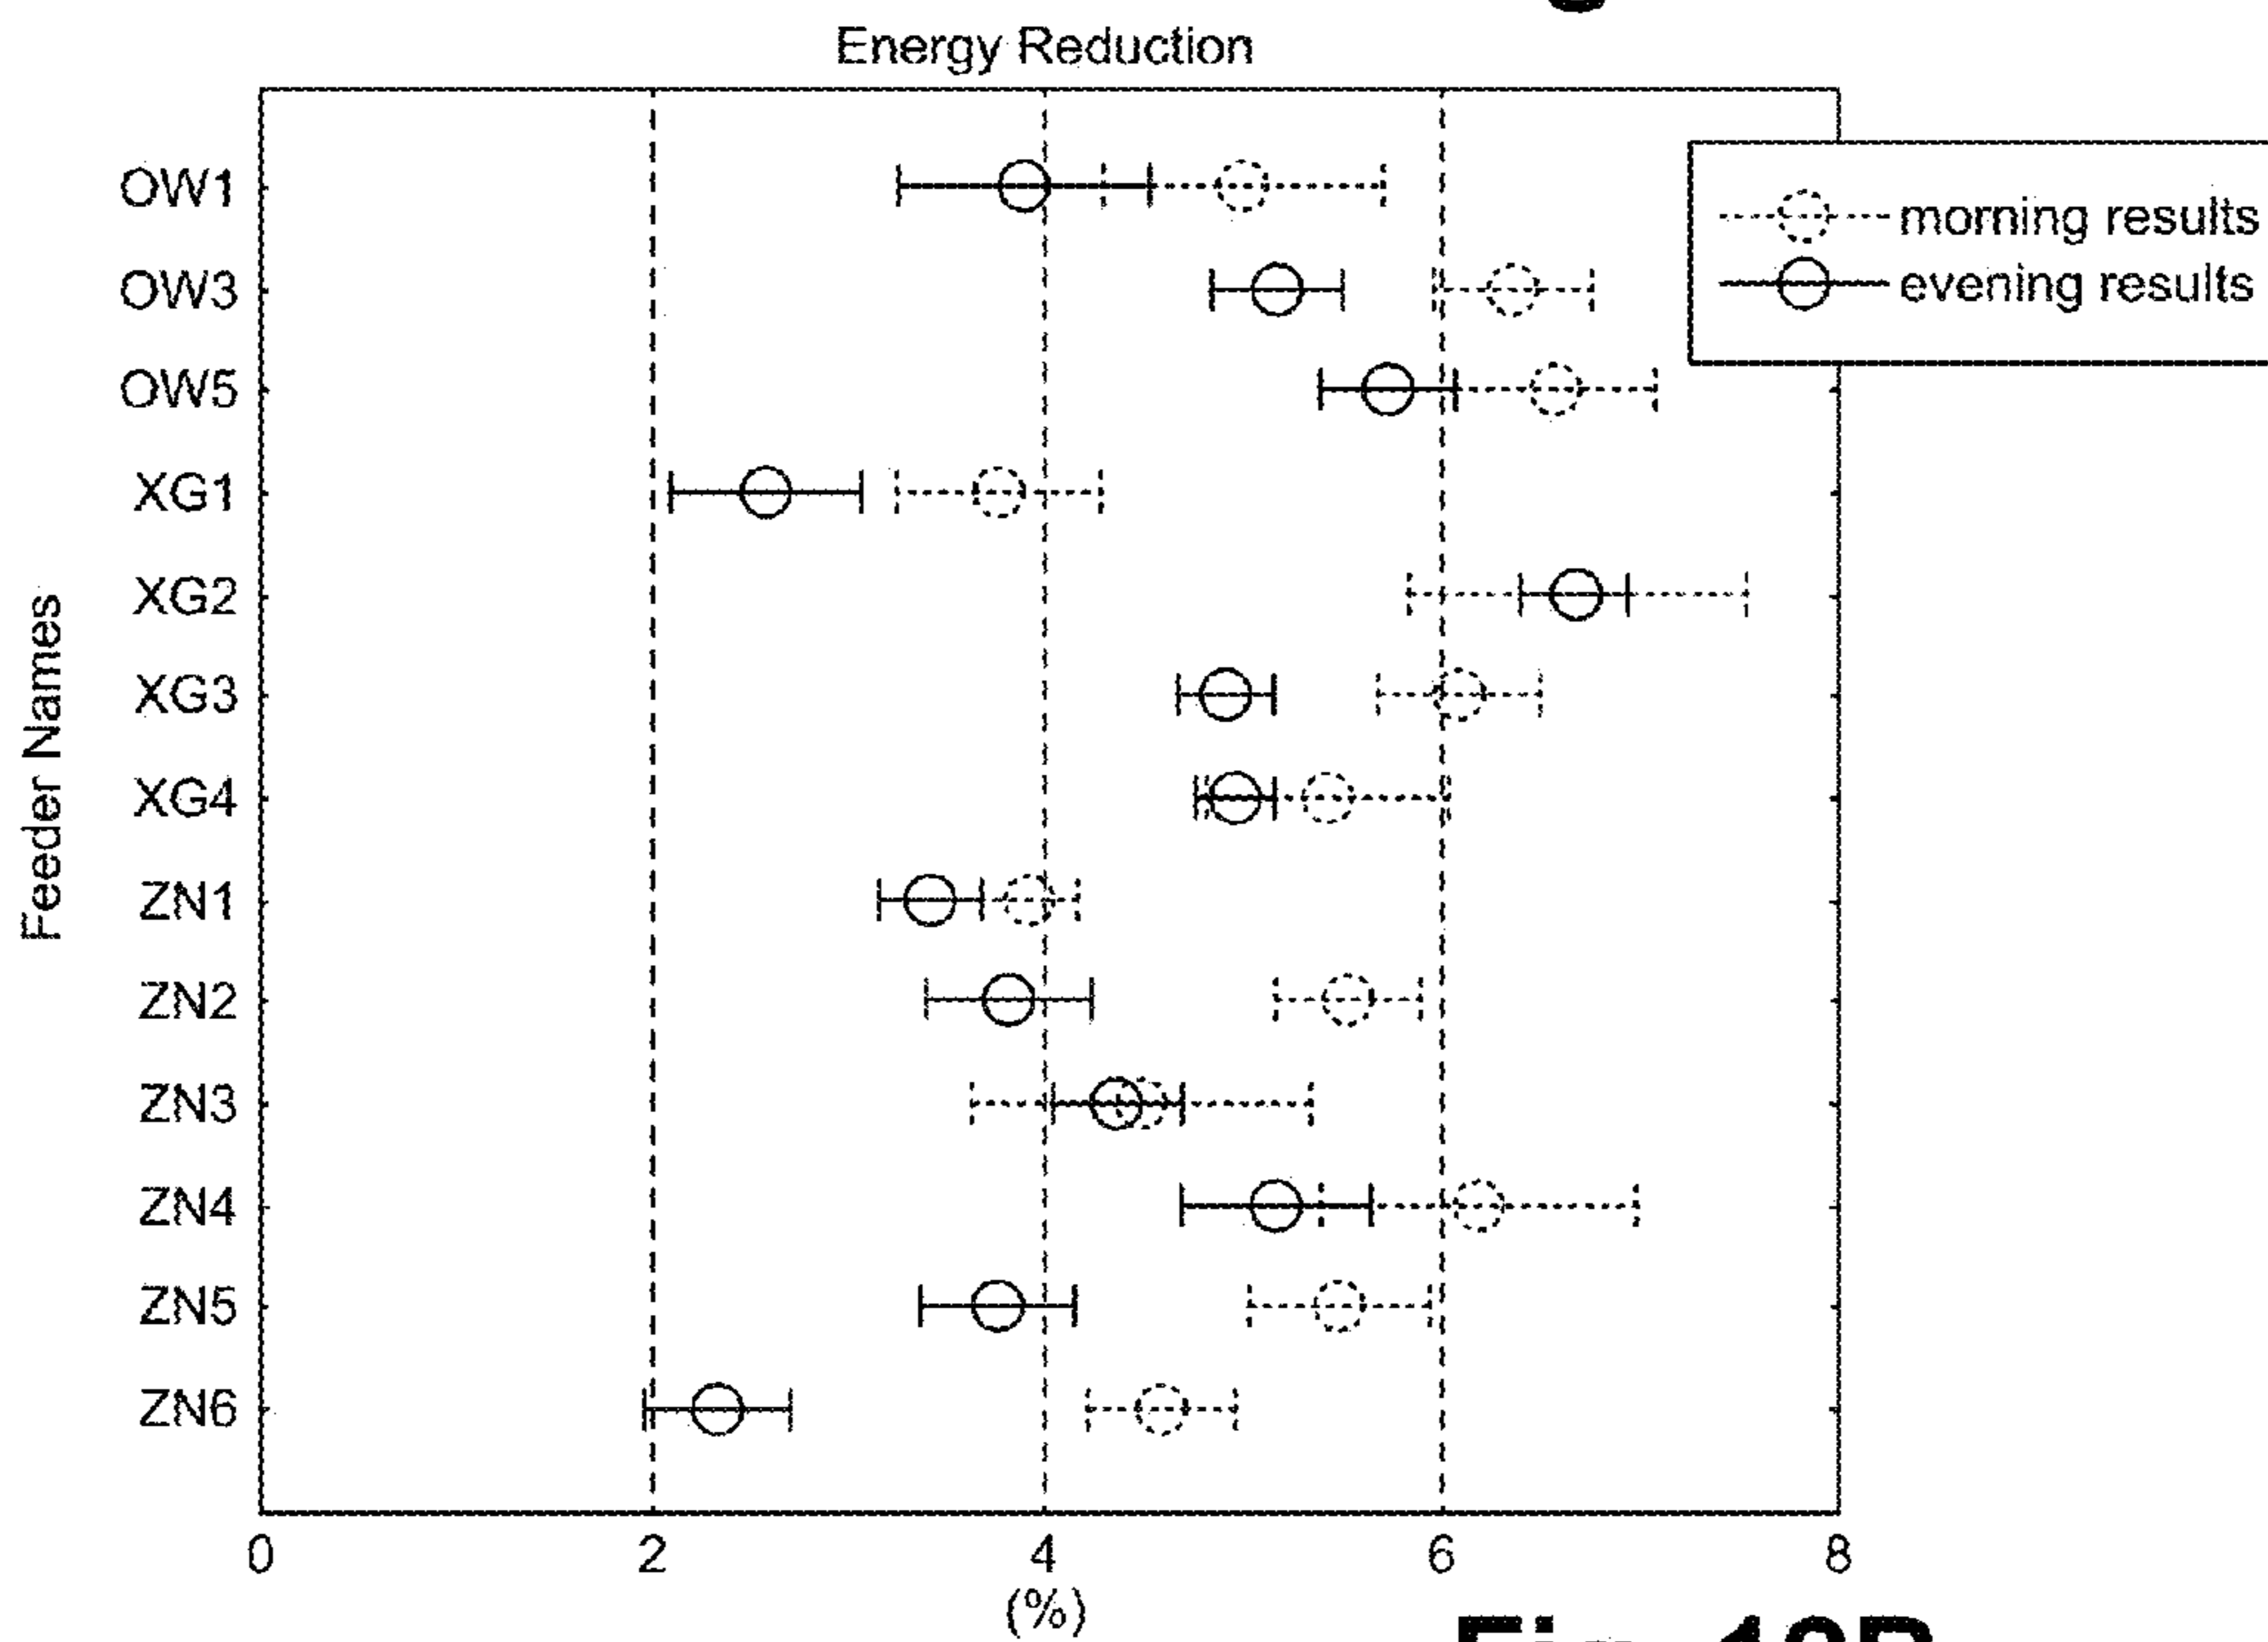 Energy Reduction
OW1
OW3
OW5
XG1
XG2
XG3
XG4
ZN1
ZN2
ZN3
ZN4
ZN5
ZN6
Feeder Names
morning results
evening results
0 2 4 6 8
(%)